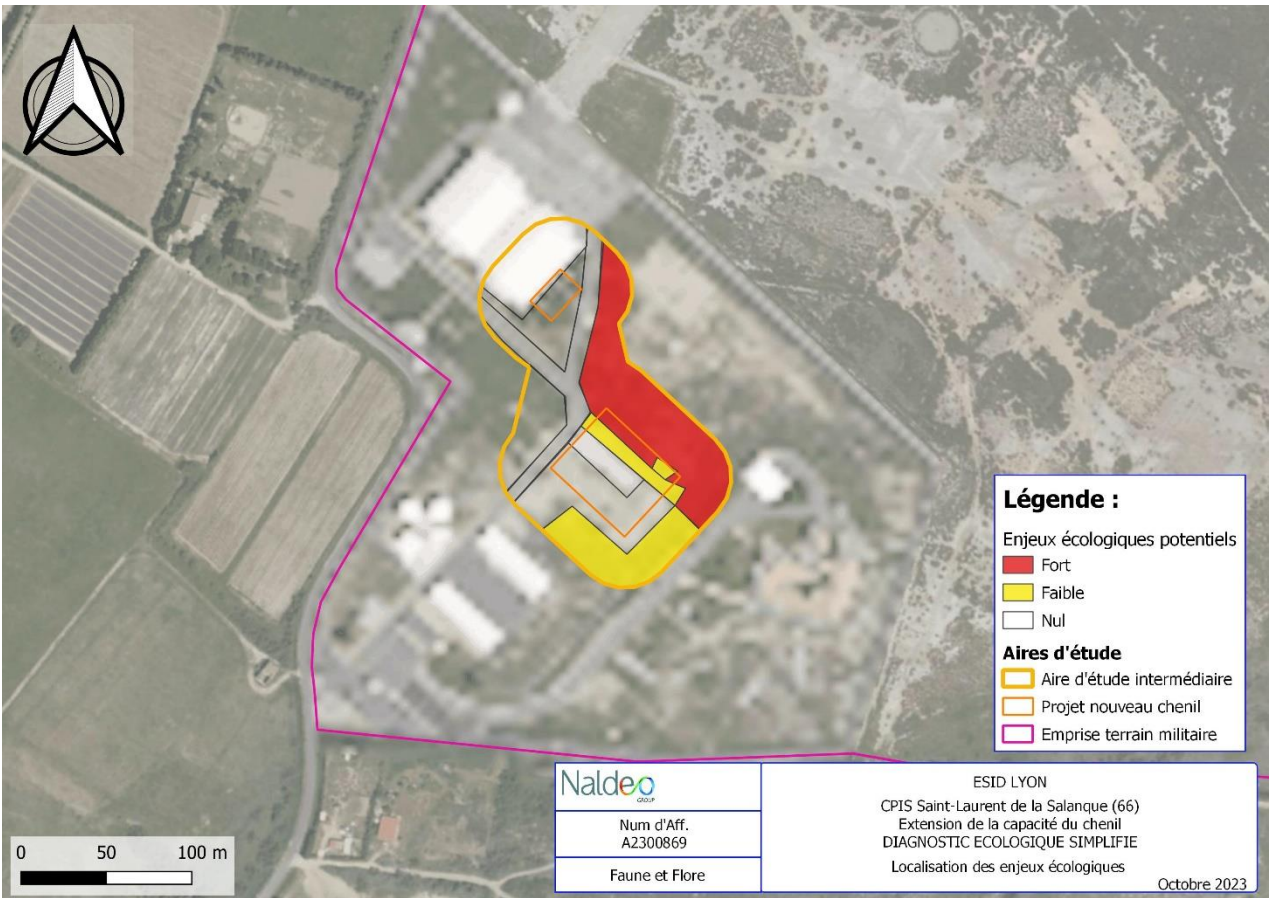 Légende :
Enjeux écologiques potentiels
Fort
Faible
Nul
Aires d'étude
Aire d'étude intermédiaire
Projet nouveau chenil
Emprise terrain militaire
Naldeo
GROUP
Num d'Aff.
A2300869
Faune et Flore
ESID LYON
CPIS Saint-Laurent de la Salanque (66)
Extension de la capacité du chenil
DIAGNOSTIC ECOLOGIQUE SIMPLIFIE
Localisation des enjeux écologiques
Octobre 2023
0 50 100 m